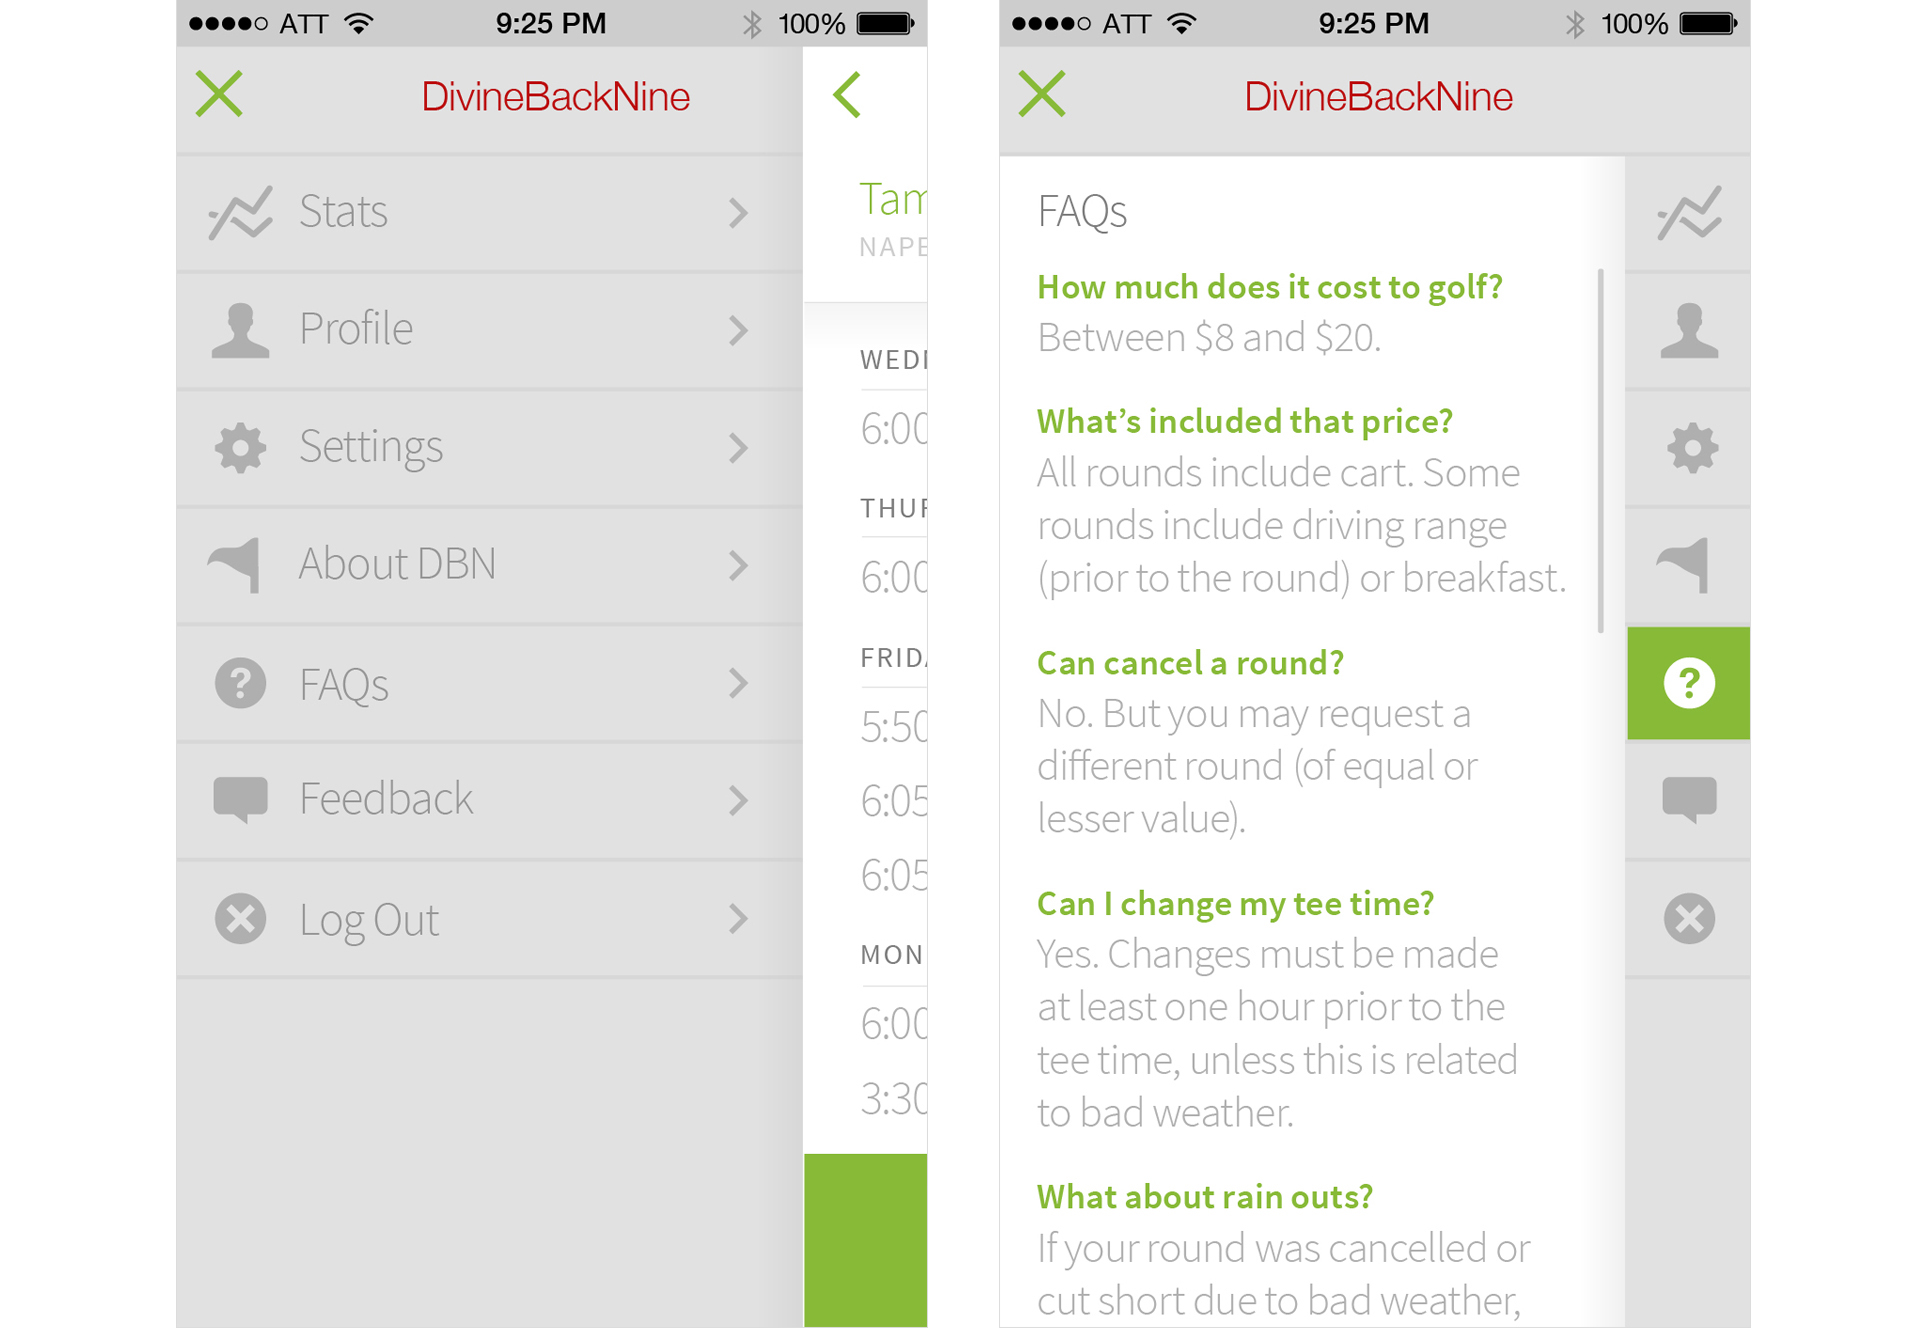 ATT 9:25 PM 100%
DivineBackNine
Stats
Profile
Settings
About DBN
FAQs
Feedback
Log Out
6:00
6:00
5:50
6:05
6:05
MON
6:00
3:30
ATT 9:25 PM 100%
DivineBackNine
FAQs
How much does it cost to golf?
Between $8 and $20.
What’s included that price?
All rounds include cart. Some
rounds include driving range
(prior to the round) or breakfast.
Can cancel a round?
No. But you may request a
different round (of equal or
lesser value).
Can I change my tee time?
Yes. Changes must be made
at least one hour prior to the
tee time, unless this is related
to bad weather.
What about rain outs?
If your round was cancelled or
cut short due to bad weather,